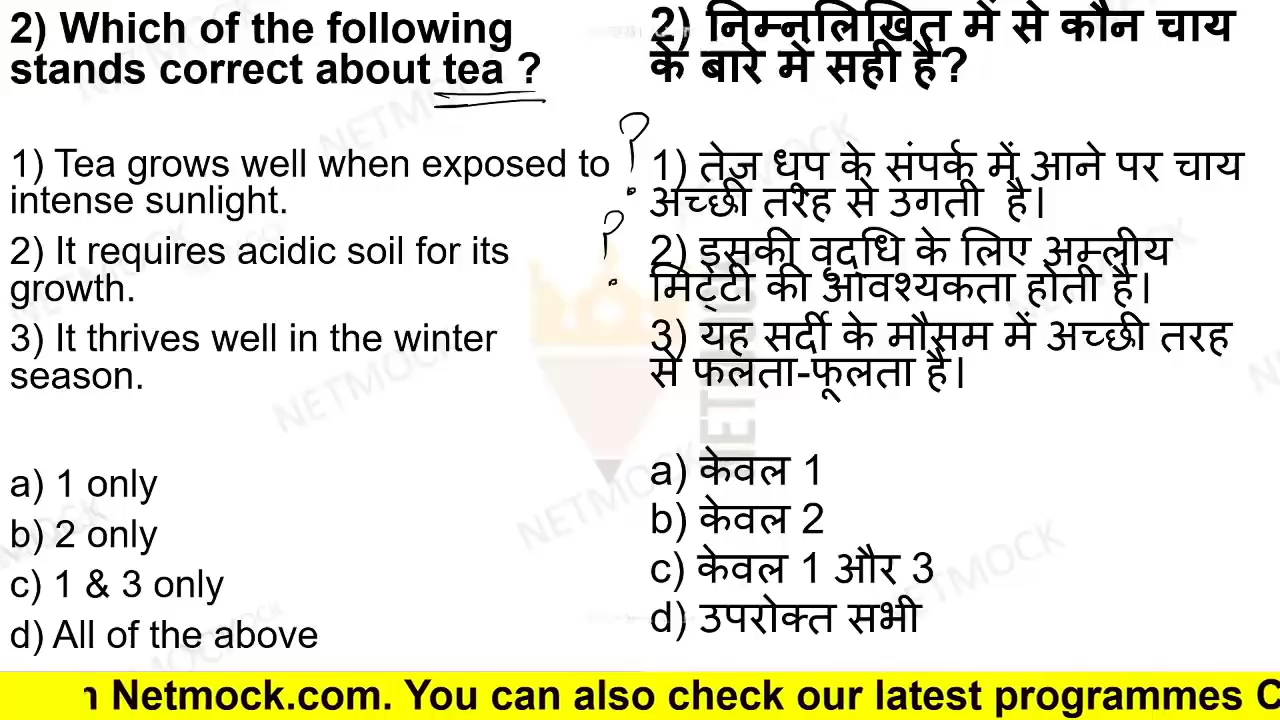 2) Which of the following
stands correct about tea ?
1) Tea grows well when exposed to
intense sunlight.
2) It requires acidic soil for its
growth.
3) It thrives well in the winter
season.
a) 1 only
b) 2 only
c) 1 & 3 only
d) All of the above
2) निम्नलिखित में से कौन चाय
के बारे में सही है?
1) तेज धूप के संपर्क में आने पर चाय
अच्छी तरह से उगती है।
2) इसकी वृद्धि के लिए अम्लीय
मिट्टी की आवश्यकता होती है।
3) यह सर्दी के मौसम में अच्छी तरह
से फलता-फूलता है।
a) केवल 1
b) केवल 2
c) केवल 1 और 3
d) उपरोक्त सभी
?
?
NETMOCK
Netmock.com. You can also check our latest programmes